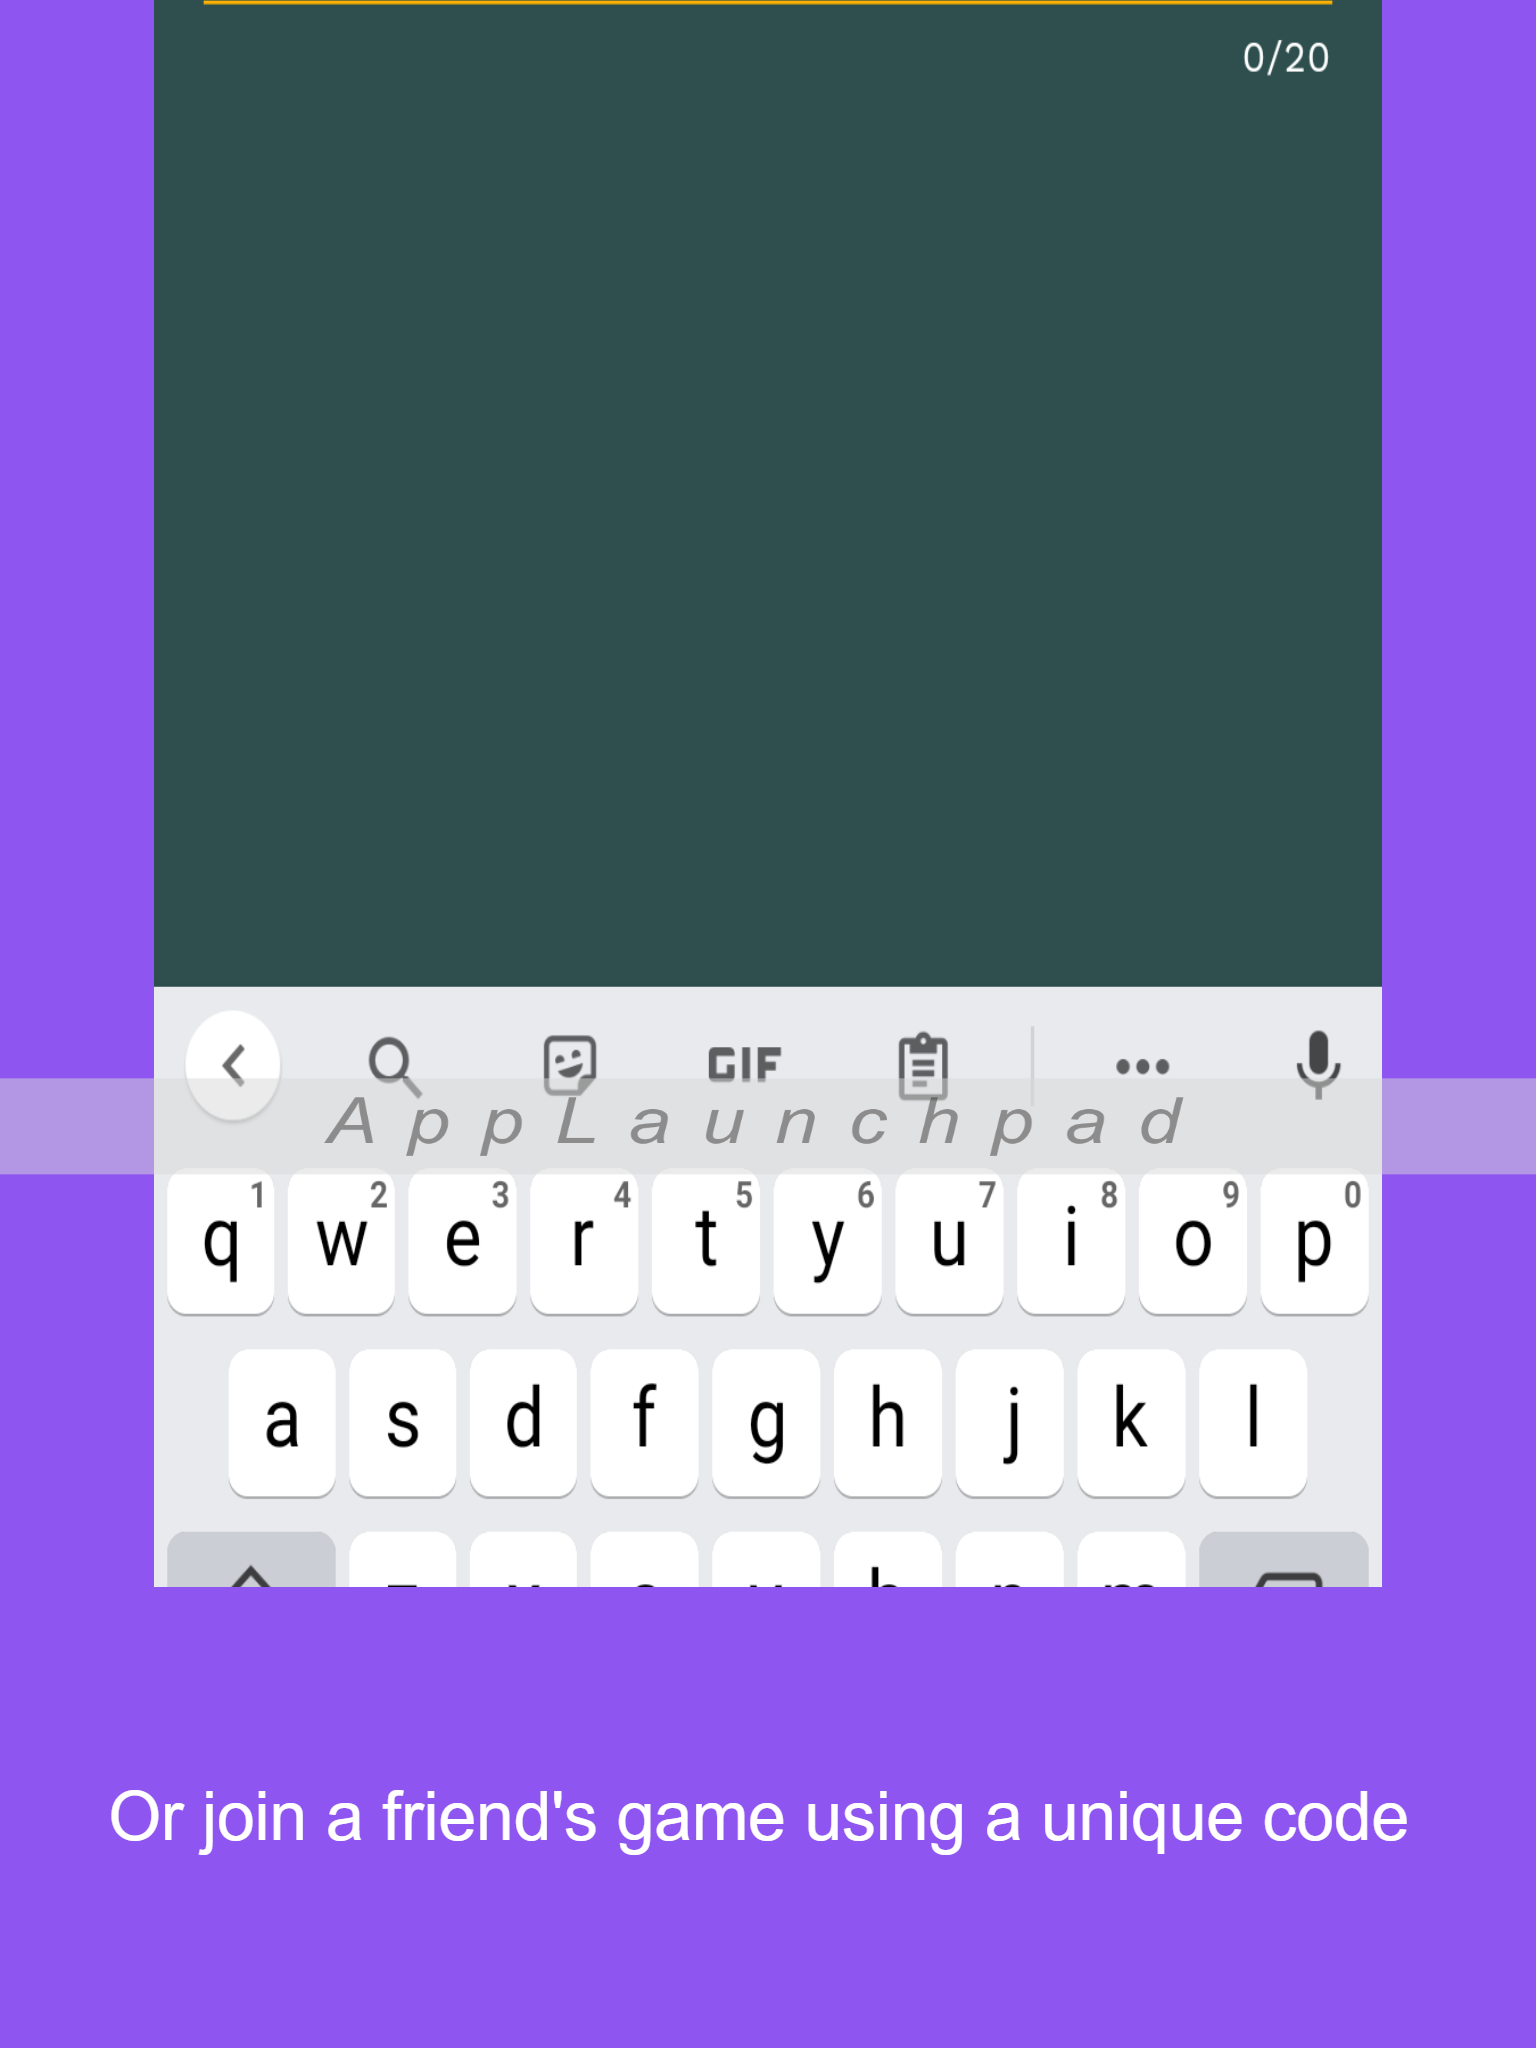 0/20
GIF
AppLaunchpad
1 2 3 4 5 6 7 8 9 0
q w e r t y u i o p
a s d f g h j k l
Or join a friend's game using a unique code